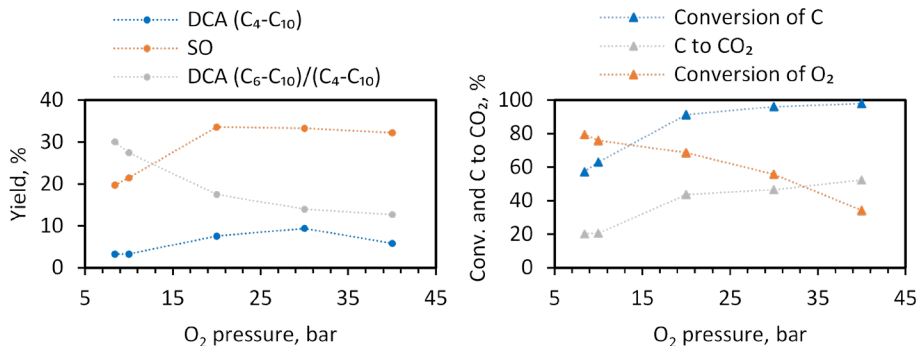 DCA (C₄-C₁₀)
SO
DCA (C₆-C₁₀)/(C₄-C₁₀)
Yield, %
40
30
20
10
0
5
15
25
35
45
O₂ pressure, bar
Conversion of C
C to CO₂
Conversion of O₂
Conv. and C to CO₂, %
100
80
60
40
20
0
5
15
25
35
45
O₂ pressure, bar